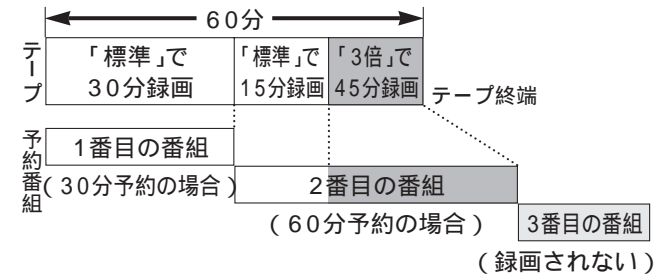 60分
テープ
「標準」で
30分録画
「標準」で
15分録画
「3倍」で
45分録画
テープ終端
予約番組
1番目の番組
(30分予約の場合)
2番目の番組
(60分予約の場合)
3番目の番組
(録画されない)